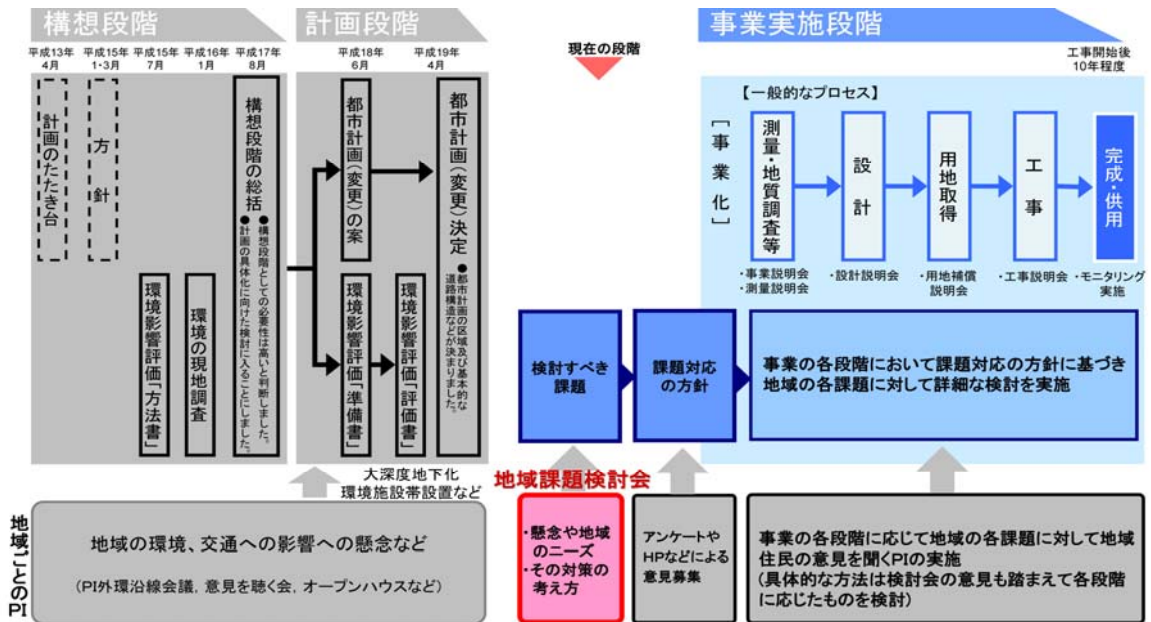 構想段階
計画段階
事業実施段階
平成13年
4月
平成15年
1・3月
平成15年
7月
平成16年
1月
平成17年
8月
平成18年
6月
平成19年
4月
現在の段階
工事開始後
10年程度
計画のたたき台
方針
環境影響評価「方法書」
環境の現地調査
構想段階の総括
●構想段階としての必要性は高いと判断しました。
●計画の具体化に向けた検討に入ることにしました。
都市計画(変更)の案
環境影響評価「準備書」
環境影響評価「評価書」
都市計画(変更)決定
●都市計画の区域及び基本的な
道路構造などが決まりました。
【一般的なプロセス】
[事業化]
測量・地質調査等
設計
用地取得
工事
完成・供用
・事業説明会
・測量説明会
・設計説明会
・用地補償
説明会
・工事説明会
・モニタリング
実施
検討すべき
課題
課題対応
の方針
事業の各段階において課題対応の方針に基づき
地域の各課題に対して詳細な検討を実施
大深度地下化
環境施設帯設置など
地域課題検討会
地域ごとのPI
地域の環境、交通への影響への懸念など
(PI外環沿線会議, 意見を聴く会, オープンハウスなど)
・懸念や地域
のニーズ
・その対策の
考え方
アンケートや
HPなどによる
意見募集
事業の各段階に応じて地域の各課題に対して地域
住民の意見を聞くPIの実施
(具体的な方法は検討会の意見も踏まえて各段階
に応じたものを検討)